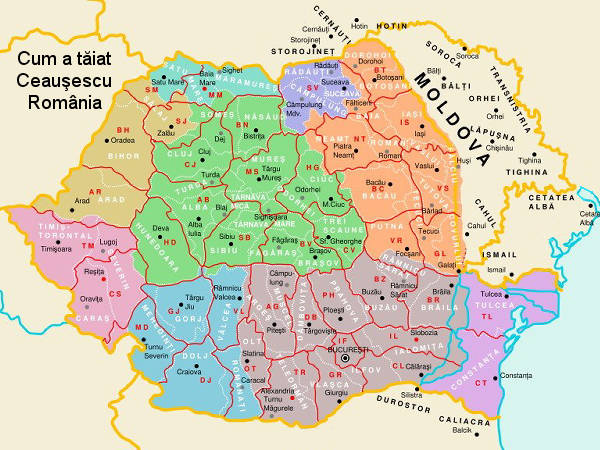 Cum a tăiat
Ceauşescu
România
CERNĂUŢI
Hotin
HOTIN
Cernăuţi
Storojineţ
STOROJINEŢ
SOROCA
Soroca
TRANSNISTRIA
MOLDOVA
Bălţi
BĂLŢI
ORHEI
Orhei
LĂPUŞNA
Chişinău
Tighina
TIGHINA
CETATEA
ALBĂ
Cetatea
Albă
Cahul
CAHUL
ISMAIL
Ismail
SATU MARE
SM
Satu Mare
Baia
Mare
MM
Sighet
MARAMUREŞ
RĂDĂUŢI
Rădăuţi
SV
Suceava
SUCEAVA
CÂMPULUNG
Câmpulung
Mdv.
Fălticeni
BAIA
DOROHOI
Dorohoi
BT
Botoşani
BOTOŞANI
IAŞI
IS
Iaşi
BH
Oradea
BIHOR
SĂLAJ
SJ
Zalău
SOMEŞ
Dej
BN
Bistriţa
NĂSĂUD
CLUJ
Cluj
CJ
Turda
TURDA
MUREŞ
MS
Târgu
Mureş
NEAMŢ
NT
Piatra
Neamţ
ROMAN
Roman
Vaslui
VS
Huşi
HG
Odorhei
CIUC
M.Ciuc
ODORHEI
Bacău
BACĂU
BC
TUTOVA
Bârlad
Tecuci
AR
Arad
ARAD
AB
ALBA
Alba
Iulia
Blaj
TÂRNAVA
MICĂ
Sighişoara
TÂRNAVA MARE
SB
Sibiu
SIBIU
Făgăraş
FĂGĂRAŞ
BV
Braşov
BRAŞOV
TREI
SCAUNE
Sf. Gheorghe
CV
PUTNA
VR
Focşani
GL
COVURLUI
Galaţi
TIMIŞ-
TORONTAL
TM
Timişoara
Lugoj
SEVERIN
Deva
HD
HUNEDOARA
Reşiţa
CS
Oraviţa
CARAŞ
MD
MEHEDINŢI
Turnu
Severin
Târgu
Jiu
GJ
GORJ
Râmnicu
Vâlcea
VL
VÂLCEA
Câmpu-
lung
AG
ARGEŞ
Piteşti
DÂMBOVIŢA
DB
Târgovişte
PH
PRAHOVA
Ploeşti
BZ
Buzău
BUZĂU
RÂMNICU
SĂRAT
Râmnicu
Sărat
Brăila
BR
BRĂILA
Tulcea
TULCEA
TL
DOLJ
Craiova
DJ
ROMANAŢI
OLT
Slatina
OT
Caracal
TELEORMAN
TR
Alexandria
Turnu
Măgurele
VLAŞCA
GR
Giurgiu
IF
BUCUREŞTI
ILFOV
IL
Slobozia
IALOMIŢA
CL
Călăraşi
Silistra
DUROSTOR
CALIACRA
Balcik
CONSTANŢA
CT
Constanţa